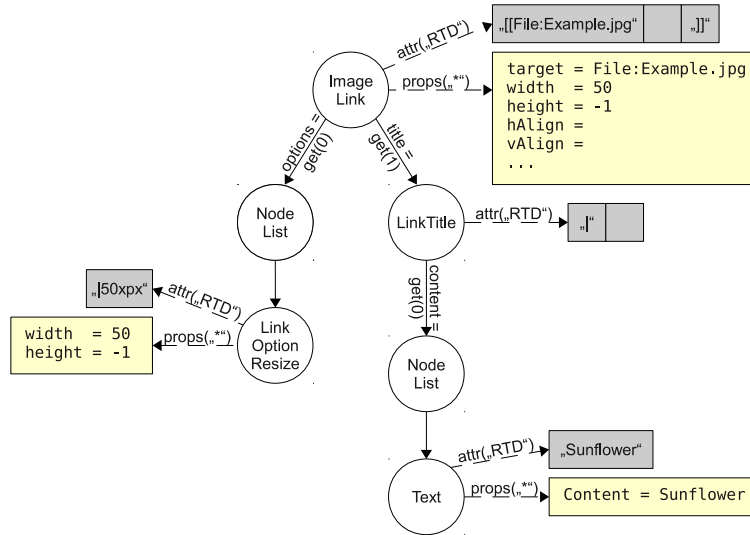 attr(„RTD“)
„[[File:Example.jpg“
„]]“
Image
Link
props(„*“)
target = File:Example.jpg
width  = 50
height = -1
hAlign =
vAlign =
...
options =
get(0)
title =
get(1)
Node
List
LinkTitle
attr(„RTD“)
„|“
„|50xpx“
attr(„RTD“)
content =
get(0)
width  = 50
height = -1
props(„*“)
Link
Option
Resize
Node
List
attr(„RTD“)
„Sunflower“
Text
props(„*“)
Content = Sunflower